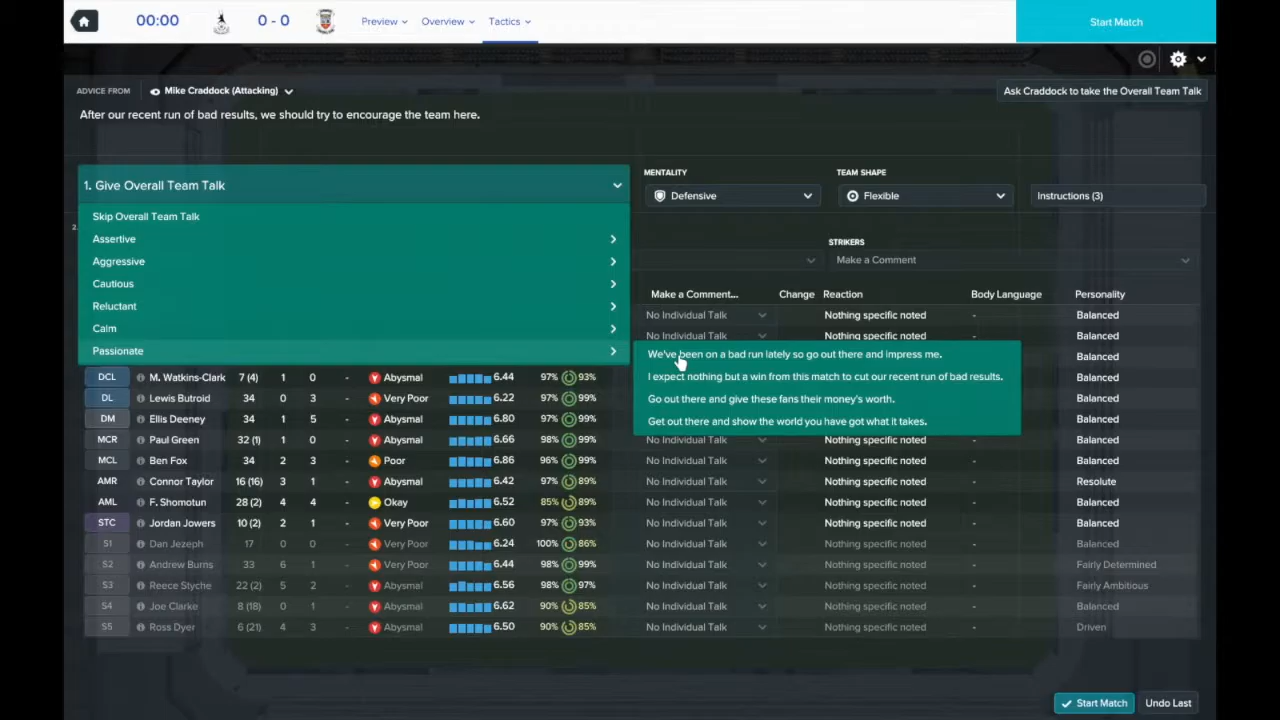 00:00 0 - 0 Preview Overview Tactics Start Match
ADVICE FROM Mike Craddock (Attacking) Ask Craddock to take the Overall Team Talk
After our recent run of bad results, we should try to encourage the team here.
1. Give Overall Team Talk
MENTALITY TEAM SHAPE
Defensive Flexible Instructions (3)
Skip Overall Team Talk
2.
Assertive
STRIKERS
Aggressive Make a Comment
Cautious
Make a Comment... Change Reaction Body Language Personality
Reluctant
No Individual Talk Nothing specific noted - Balanced
Calm
No Individual Talk Nothing specific noted - Balanced
Passionate
We've been on a bad run lately so go out there and impress me. Balanced
DCL M. Watkins-Clark 7 (4) 1 0 - Abysmal 6.44 97% 93% I expect nothing but a win from this match to cut our recent run of bad results. Balanced
DL Lewis Butroid 34 0 3 - Very Poor 6.22 97% 99% Go out there and give these fans their money's worth. Balanced
DM Ellis Deeney 34 1 5 - Abysmal 6.80 97% 99% Get out there and show the world you have got what it takes. Balanced
MCR Paul Green 32 (1) 1 0 - Abysmal 6.66 98% 99% No Individual Talk Nothing specific noted - Balanced
MCL Ben Fox 34 2 3 - Poor 6.86 96% 99% No Individual Talk Nothing specific noted - Balanced
AMR Connor Taylor 16 (16) 3 1 - Abysmal 6.42 97% 89% No Individual Talk Nothing specific noted - Resolute
AML F. Shomotun 28 (2) 4 4 - Okay 6.52 85% 89% No Individual Talk Nothing specific noted - Balanced
STC Jordan Jowers 10 (2) 2 1 - Very Poor 6.60 97% 93% No Individual Talk Nothing specific noted - Balanced
S1 Dan Jezeph 17 0 0 - Very Poor 6.24 100% 86% No Individual Talk Nothing specific noted - Balanced
S2 Andrew Burns 33 6 1 - Very Poor 6.44 98% 99% No Individual Talk Nothing specific noted - Fairly Determined
S3 Reece Styche 22 (2) 5 2 - Abysmal 6.56 98% 97% No Individual Talk Nothing specific noted - Fairly Ambitious
S4 Joe Clarke 8 (18) 0 1 - Abysmal 6.62 90% 85% No Individual Talk Nothing specific noted - Balanced
S5 Ross Dyer 6 (21) 4 3 - Abysmal 6.50 90% 85% No Individual Talk Nothing specific noted - Driven
Start Match Undo Last